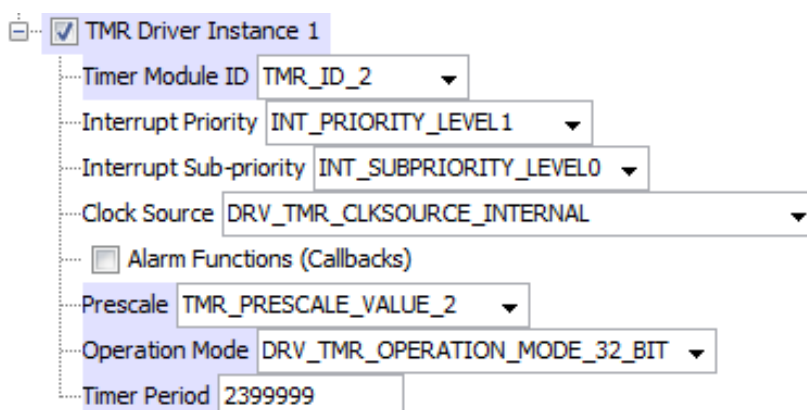 TMR Driver Instance 1
Timer Module ID TMR_ID_2
Interrupt Priority INT_PRIORITY_LEVEL1
Interrupt Sub-priority INT_SUBPRIORITY_LEVEL0
Clock Source DRV_TMR_CLKSOURCE_INTERNAL
Alarm Functions (Callbacks)
Prescale TMR_PRESCALE_VALUE_2
Operation Mode DRV_TMR_OPERATION_MODE_32_BIT
Timer Period 2399999